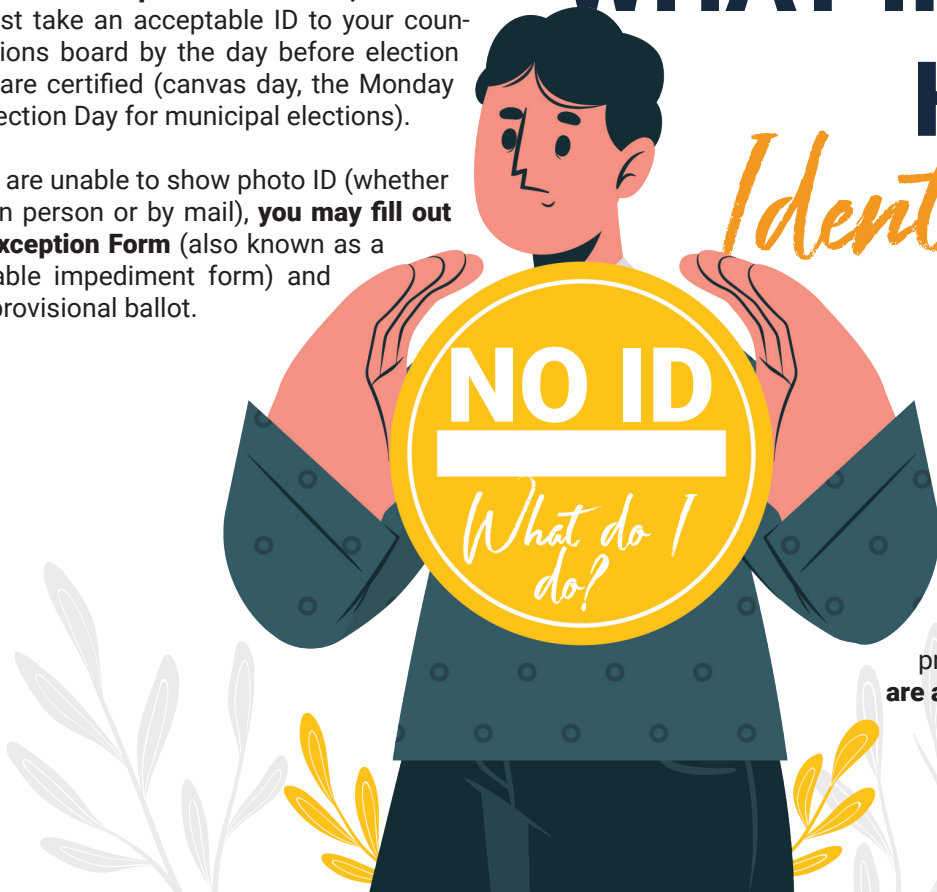 st take an acceptable ID to your coun-
tions board by the day before election
are certified (canvas day, the Monday
ection Day for municipal elections).
are unable to show photo ID (whether
n person or by mail), you may fill out
xception Form (also known as a
able impediment form) and
provisional ballot.
WHAT I
H
Ident
NO ID
What do I
do?
pr
are a